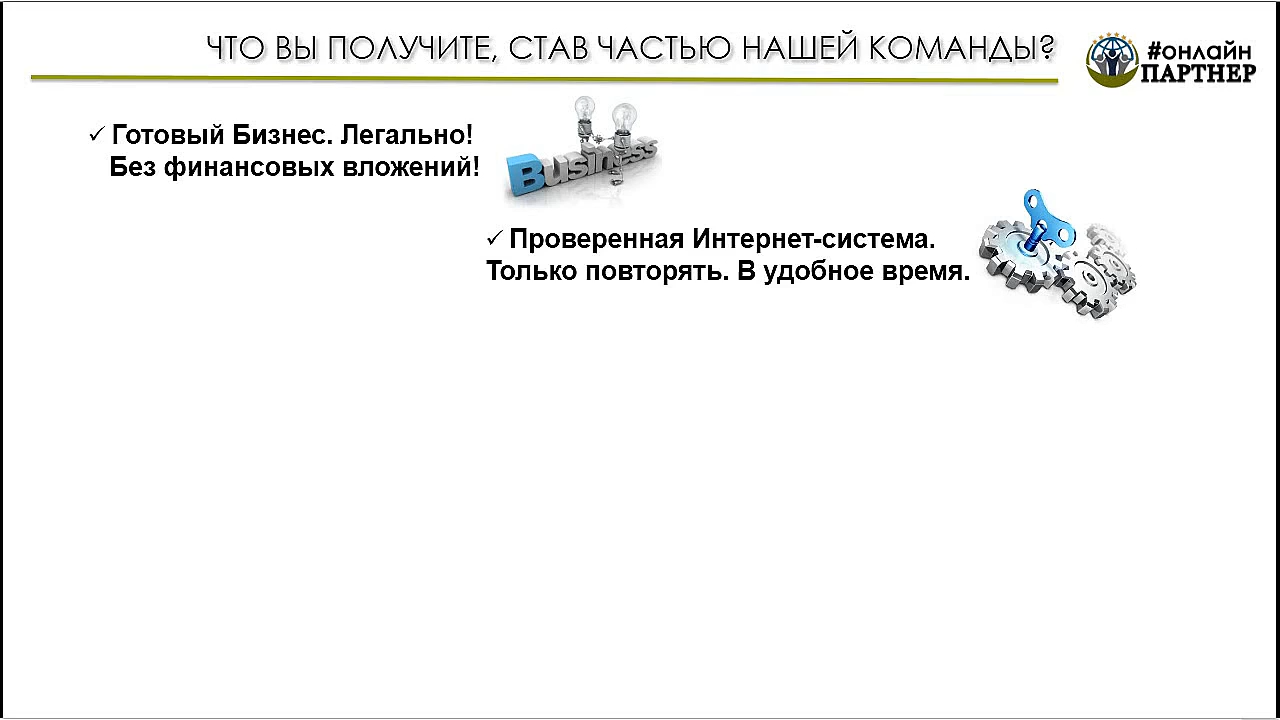 ЧТО ВЫ ПОЛУЧИТЕ, СТАВ ЧАСТЬЮ НАШЕЙ КОМАНДЫ?
#онлайн
ПАРТНЕР
✓ Готовый Бизнес. Легально!
Без финансовых вложений!
Business
✓ Проверенная Интернет-система.
Только повторять. В удобное время.